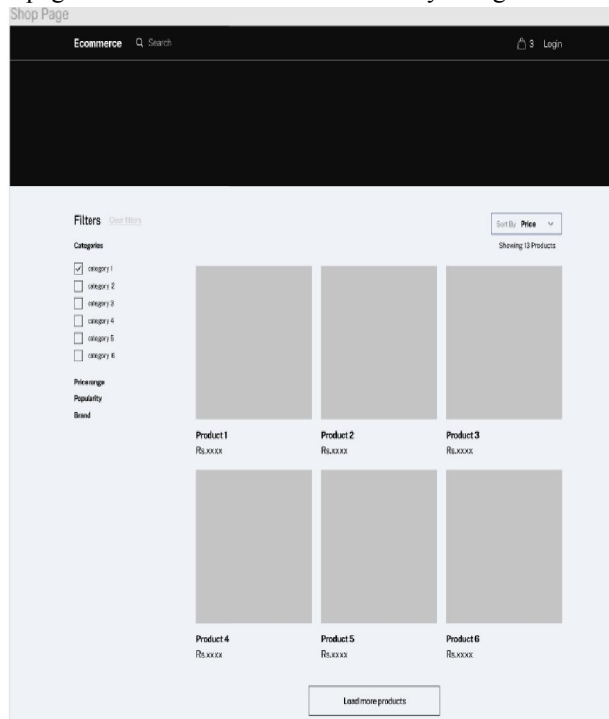 Shop Page
Ecommerce Search 3 Login
Filters Clear filters
Sort By Price
Categories
Showing 13 Products
category 1
category 2
category 3
category 4
category 5
category 6
Price range
Popularity
Brand
Product 1 Product 2 Product 3
Rs.xxxx Rs.xxxx Rs.xxxx
Product 4 Product 5 Product 6
Rs.xxxx Rs.xxxx Rs.xxxx
Load more products